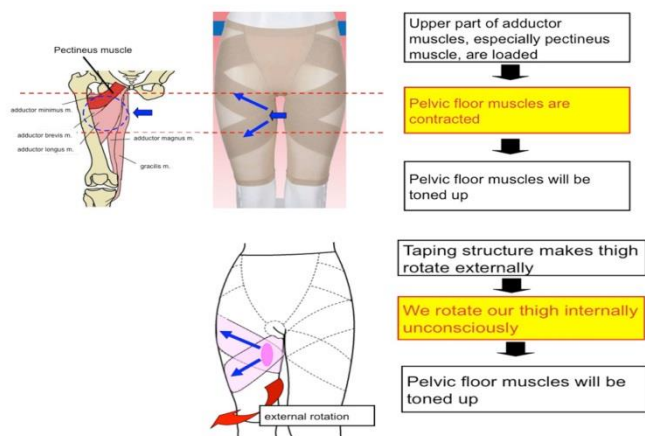 Pectineus muscle
adductor minimus m.
adductor brevis m.
adductor longus m.
adductor magnus m.
gracilis m.
Upper part of adductor
muscles, especially pectineus
muscle, are loaded
Pelvic floor muscles are
contracted
Pelvic floor muscles will be
toned up
external rotation
Taping structure makes thigh
rotate externally
We rotate our thigh internally
unconsciously
Pelvic floor muscles will be
toned up